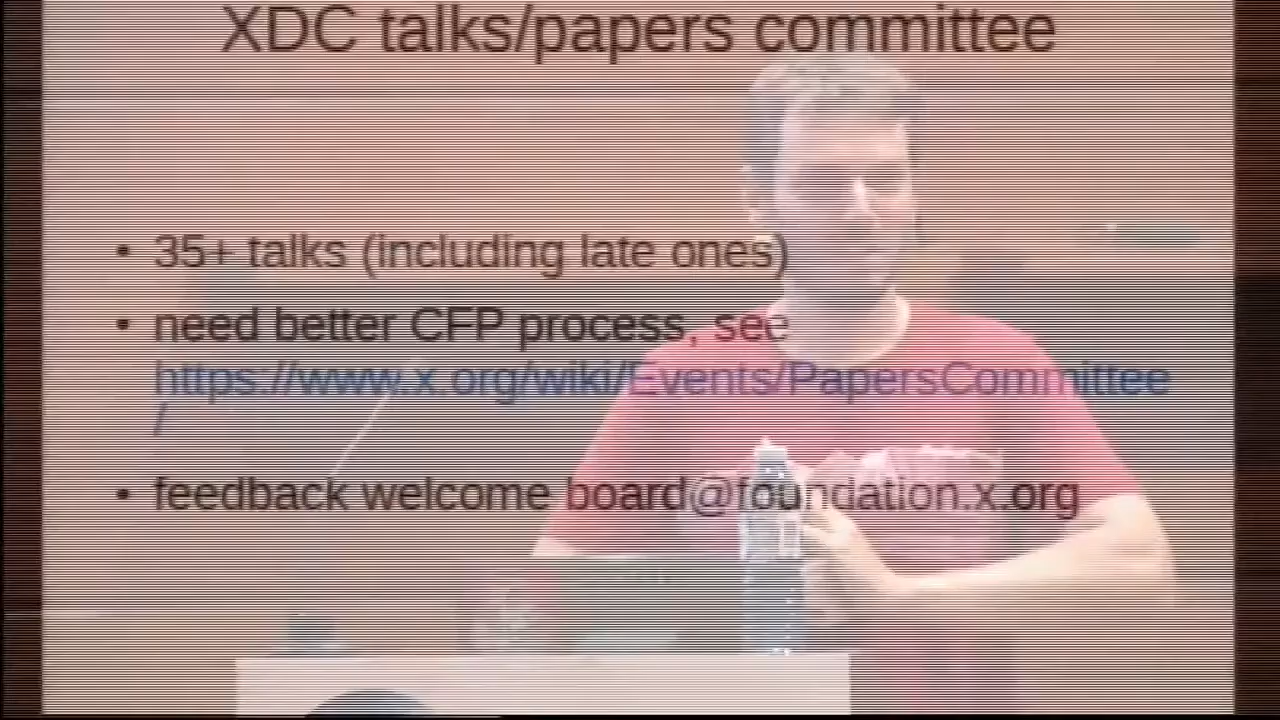 XDC talks/papers committee
• 35+ talks (including late ones)
• need better CFP process, see
https://www.x.org/wiki/Events/PapersCommittee
/
• feedback welcome board@foundation.x.org